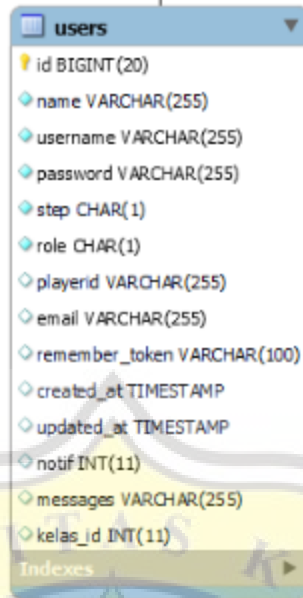 users
id BIGINT(20)
name VARCHAR(255)
username VARCHAR(255)
password VARCHAR(255)
step CHAR(1)
role CHAR(1)
playerid VARCHAR(255)
email VARCHAR(255)
remember_token VARCHAR(100)
created_at TIMESTAMP
updated_at TIMESTAMP
notif INT(11)
messages VARCHAR(255)
kelas_id INT(11)
Indexes